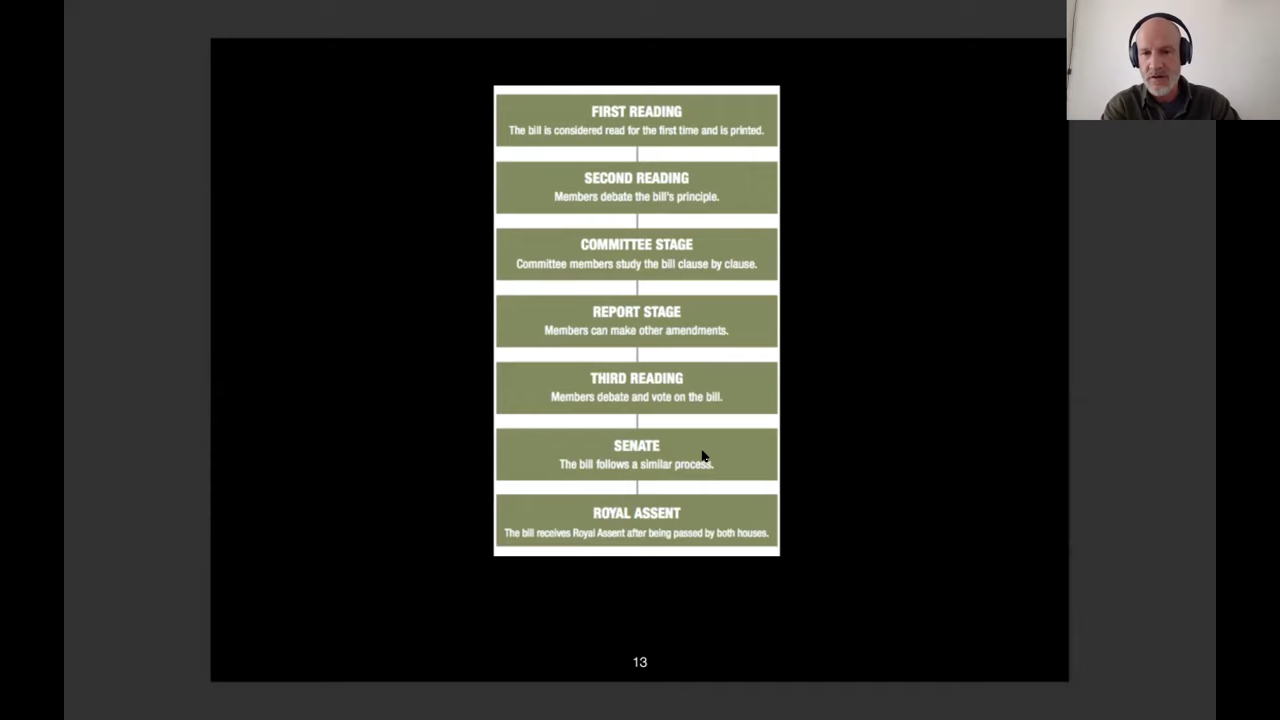 FIRST READING
The bill is considered read for the first time and is printed.
SECOND READING
Members debate the bill's principle.
COMMITTEE STAGE
Committee members study the bill clause by clause.
REPORT STAGE
Members can make other amendments.
THIRD READING
Members debate and vote on the bill.
SENATE
The bill follows a similar process.
ROYAL ASSENT
The bill receives Royal Assent after being passed by both houses.
13